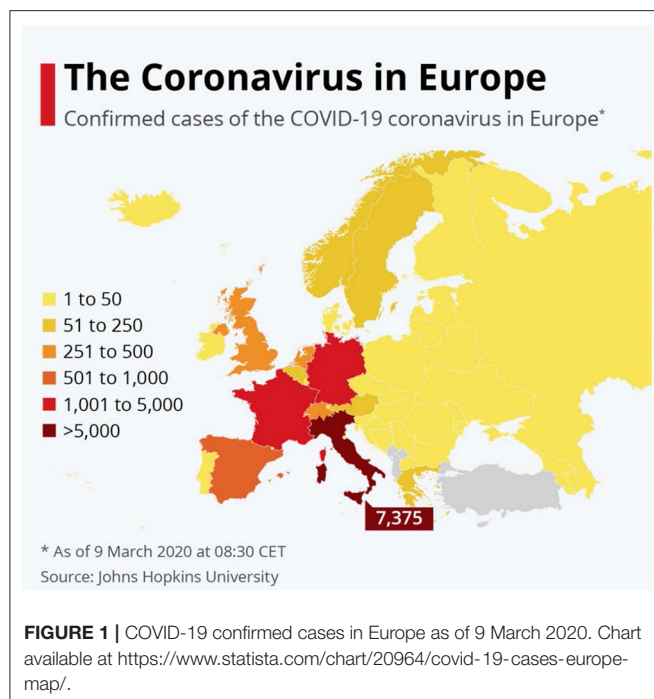 The Coronavirus in Europe
Confirmed cases of the COVID-19 coronavirus in Europe*
1 to 50
51 to 250
251 to 500
501 to 1,000
1,001 to 5,000
>5,000
7,375
* As of 9 March 2020 at 08:30 CET
Source: Johns Hopkins University
FIGURE 1 | COVID-19 confirmed cases in Europe as of 9 March 2020. Chart
available at https://www.statista.com/chart/20964/covid-19-cases-europe-
map/.